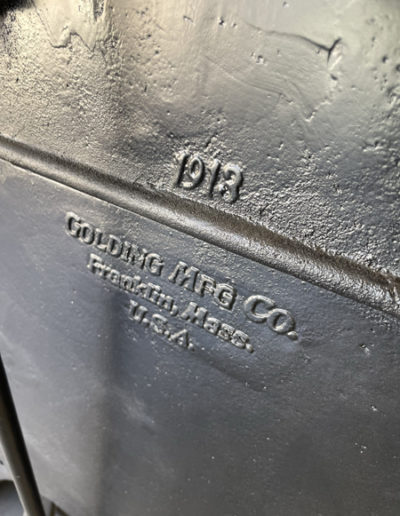 1913
GOLDING MFG CO.
Franklin, Mass.
U.S.A.